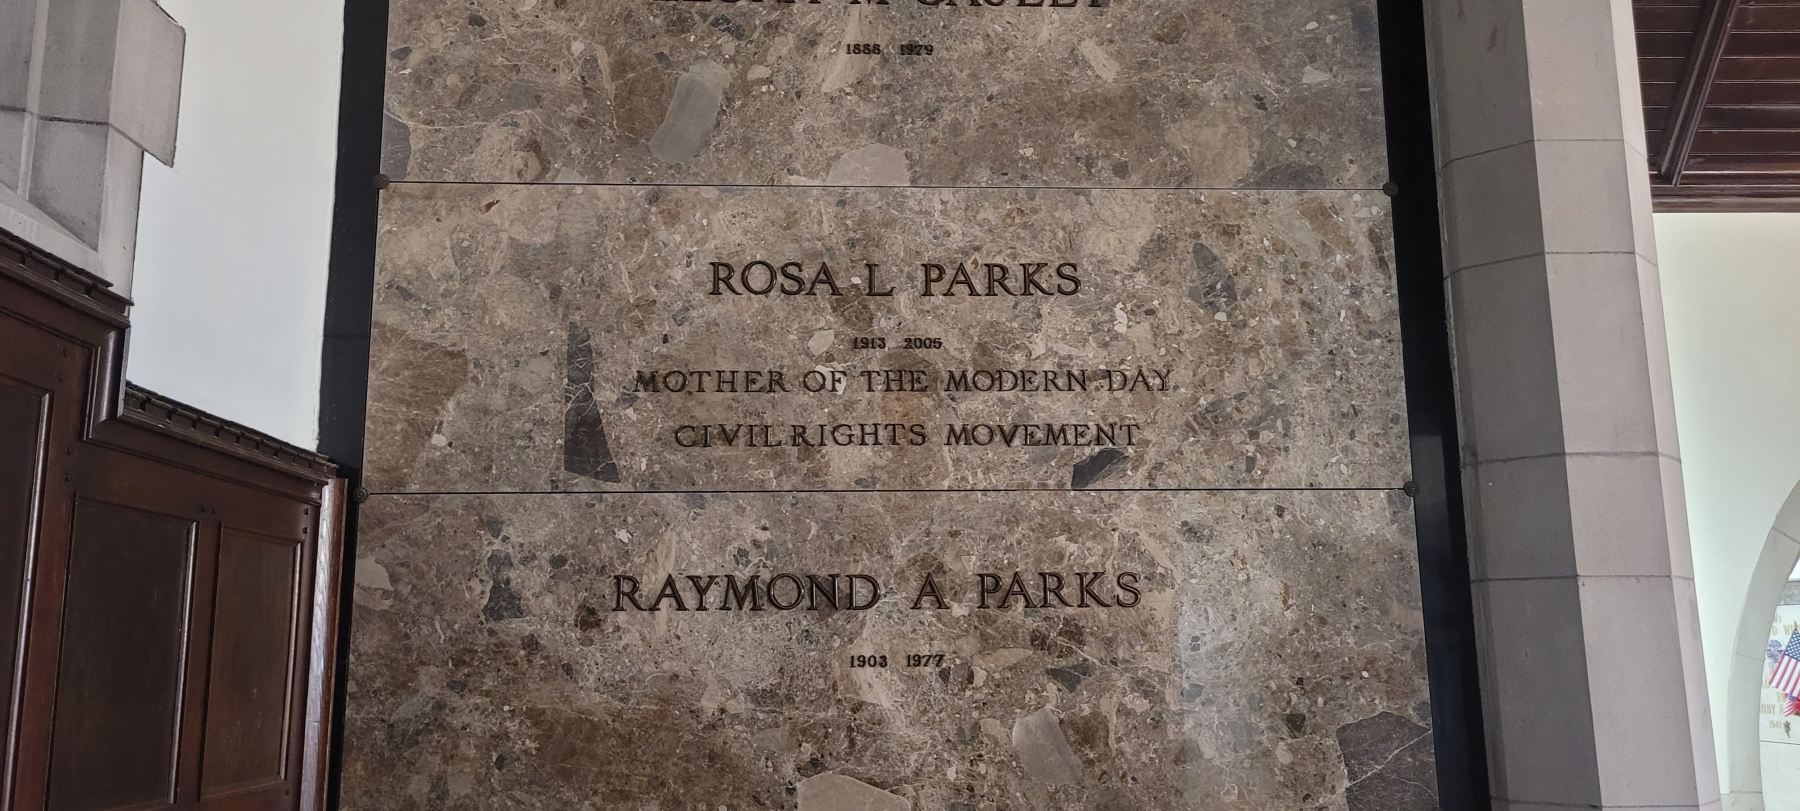 1888 1979
ROSA L PARKS
1913 2005
MOTHER OF THE MODERN DAY
CIVIL RIGHTS MOVEMENT
RAYMOND A PARKS
1903 1977